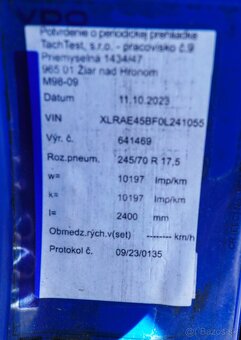 VDO
Potvrdenie o periodickej prehliadke
TachTest, s.r.o. - pracovisko č.9
Priemyselná 1434/47
965 01 Žiar nad Hronom
M98-09
Datum 11.10.2023
VIN XLRAE45BF0L241055
Výr. č. 641469
Roz.pneum. 245/70 R 17,5
w= 10197 Imp/km
k= 10197 Imp/km
l= 2400 mm
Obmedz.rých.v(set) -------- km/h
Protokol č. 09/23/0135